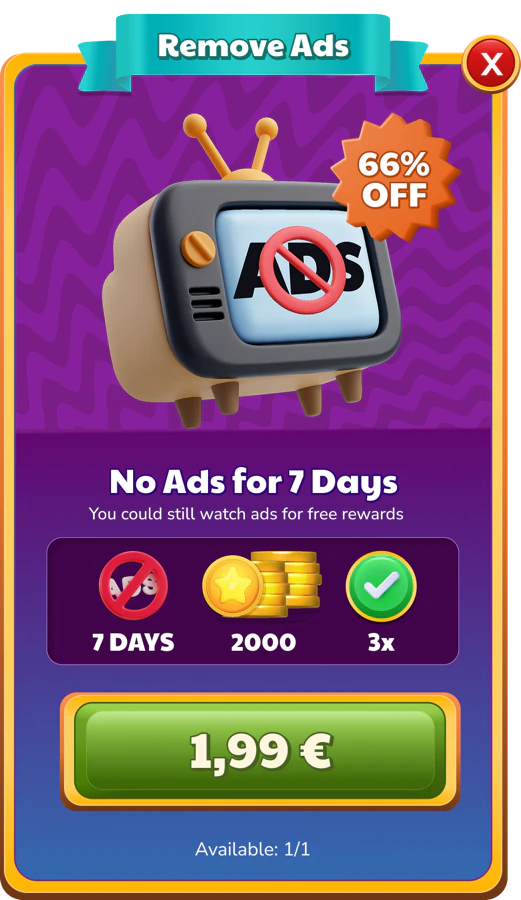 Remove Ads
X
66%
OFF
ADS
No Ads for 7 Days
You could still watch ads for free rewards
ADS
7 DAYS
2000
3x
1,99 €
Available: 1/1